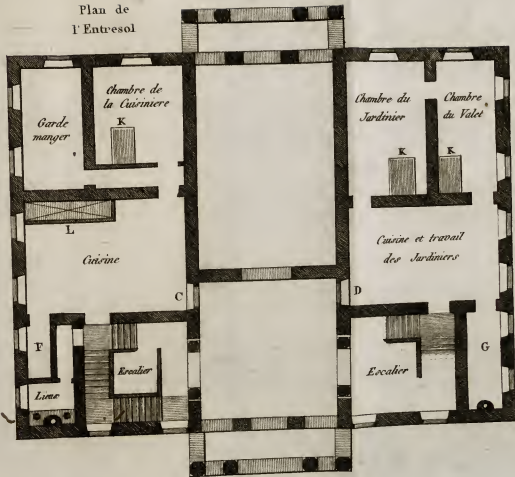 Plan de
l'Entresol
Chambre de
la Cuisiniere
K
Garde
manger
L
Cuisine
C
F
Lieux
Escalier
Chambre du
Jardinier
K
Chambre
du Valet
K
Cuisine et travail
des Jardiniers
D
G
Escalier